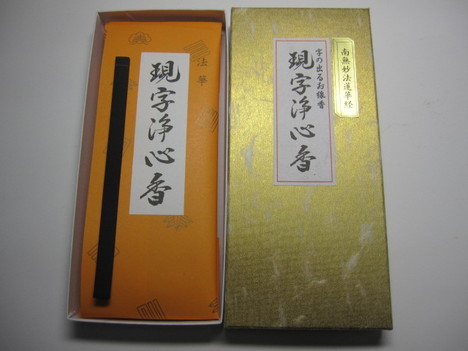 法華
現字浄心香
南無妙法蓮華経
字の出るお線香
現字浄心香